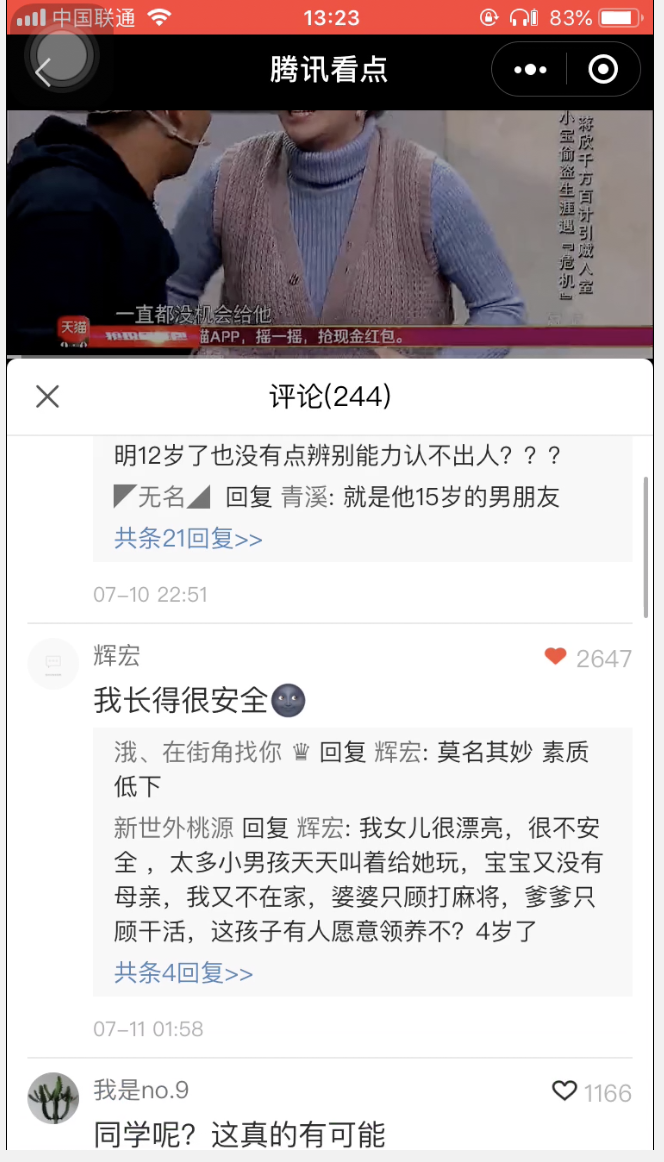 中国联通
13:23
83%
腾讯看点
蒋欣千方百计引贼入室
小宝偷盗生涯遇『危机』
一直都没机会给他
天猫
猫APP，摇一摇，抢现金红包。
评论(244)
明12岁了也没有点辨别能力认不出人？？？
◤无名◢ 回复 青溪: 就是他15岁的男朋友
共条21回复>>
07-10 22:51
辉宏
2647
我长得很安全🌚
涐、在街角找你 ♛ 回复 辉宏: 莫名其妙 素质
低下
新世外桃源 回复 辉宏: 我女儿很漂亮，很不安
全 ，太多小男孩天天叫着给她玩，宝宝又没有
母亲，我又不在家，婆婆只顾打麻将，爹爹只
顾干活，这孩子有人愿意领养不？4岁了
共条4回复>>
07-11 01:58
我是no.9
1166
同学呢？这真的有可能